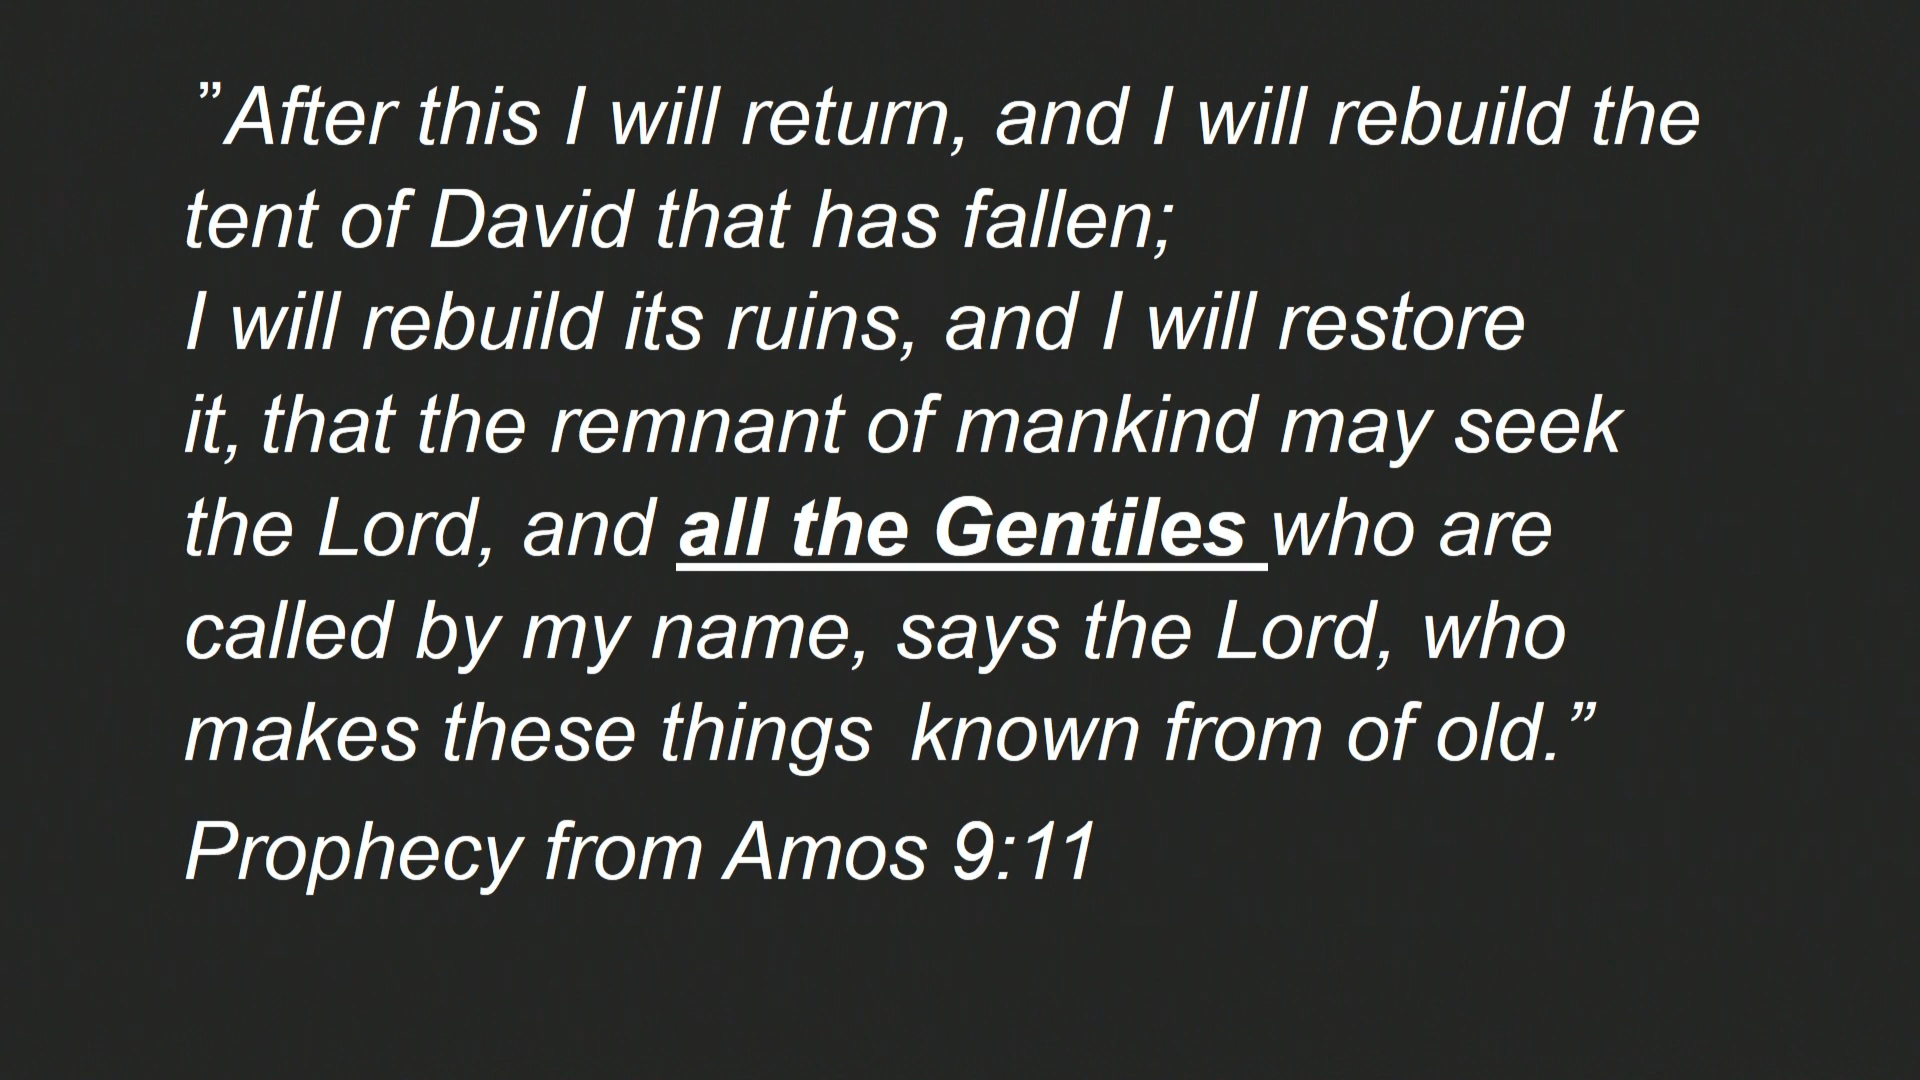 ”After this I will return, and I will rebuild the
tent of David that has fallen;
I will rebuild its ruins, and I will restore
it, that the remnant of mankind may seek
the Lord, and all the Gentiles who are
called by my name, says the Lord, who
makes these things known from of old.”
Prophecy from Amos 9:11